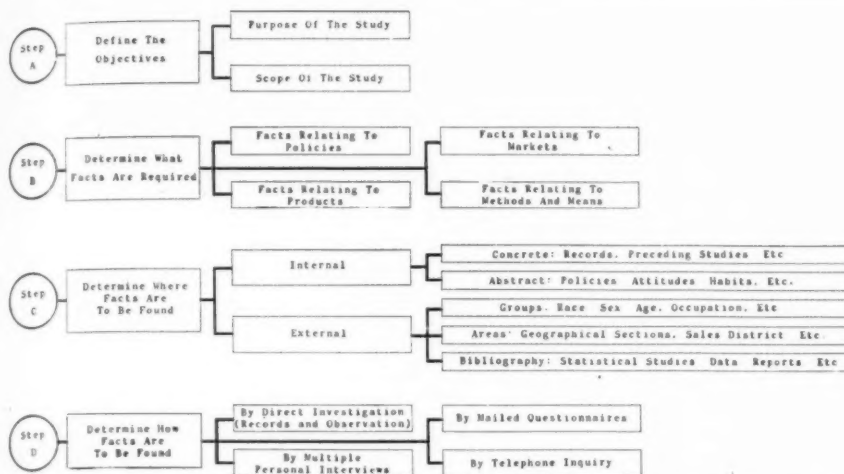 Step
A
Define The
Objectives
Purpose Of The Study
Scope Of The Study
Step
B
Determine What
Facts Are Required
Facts Relating To
Policies
Facts Relating To
Products
Facts Relating To
Markets
Facts Relating To
Methods And Means
Step
C
Determine Where
Facts Are
To Be Found
Internal
External
Concrete: Records, Preceding Studies Etc
Abstract: Policies Attitudes Habits, Etc.
Groups, Race Sex Age, Occupation, Etc
Areas: Geographical Sections, Sales District Etc
Bibliography: Statistical Studies Data Reports Etc
Step
D
Determine How
Facts Are
To Be Found
By Direct Investigation
(Records and Observation)
By Multiple
Personal Interviews
By Mailed Questionnaires
By Telephone Inquiry